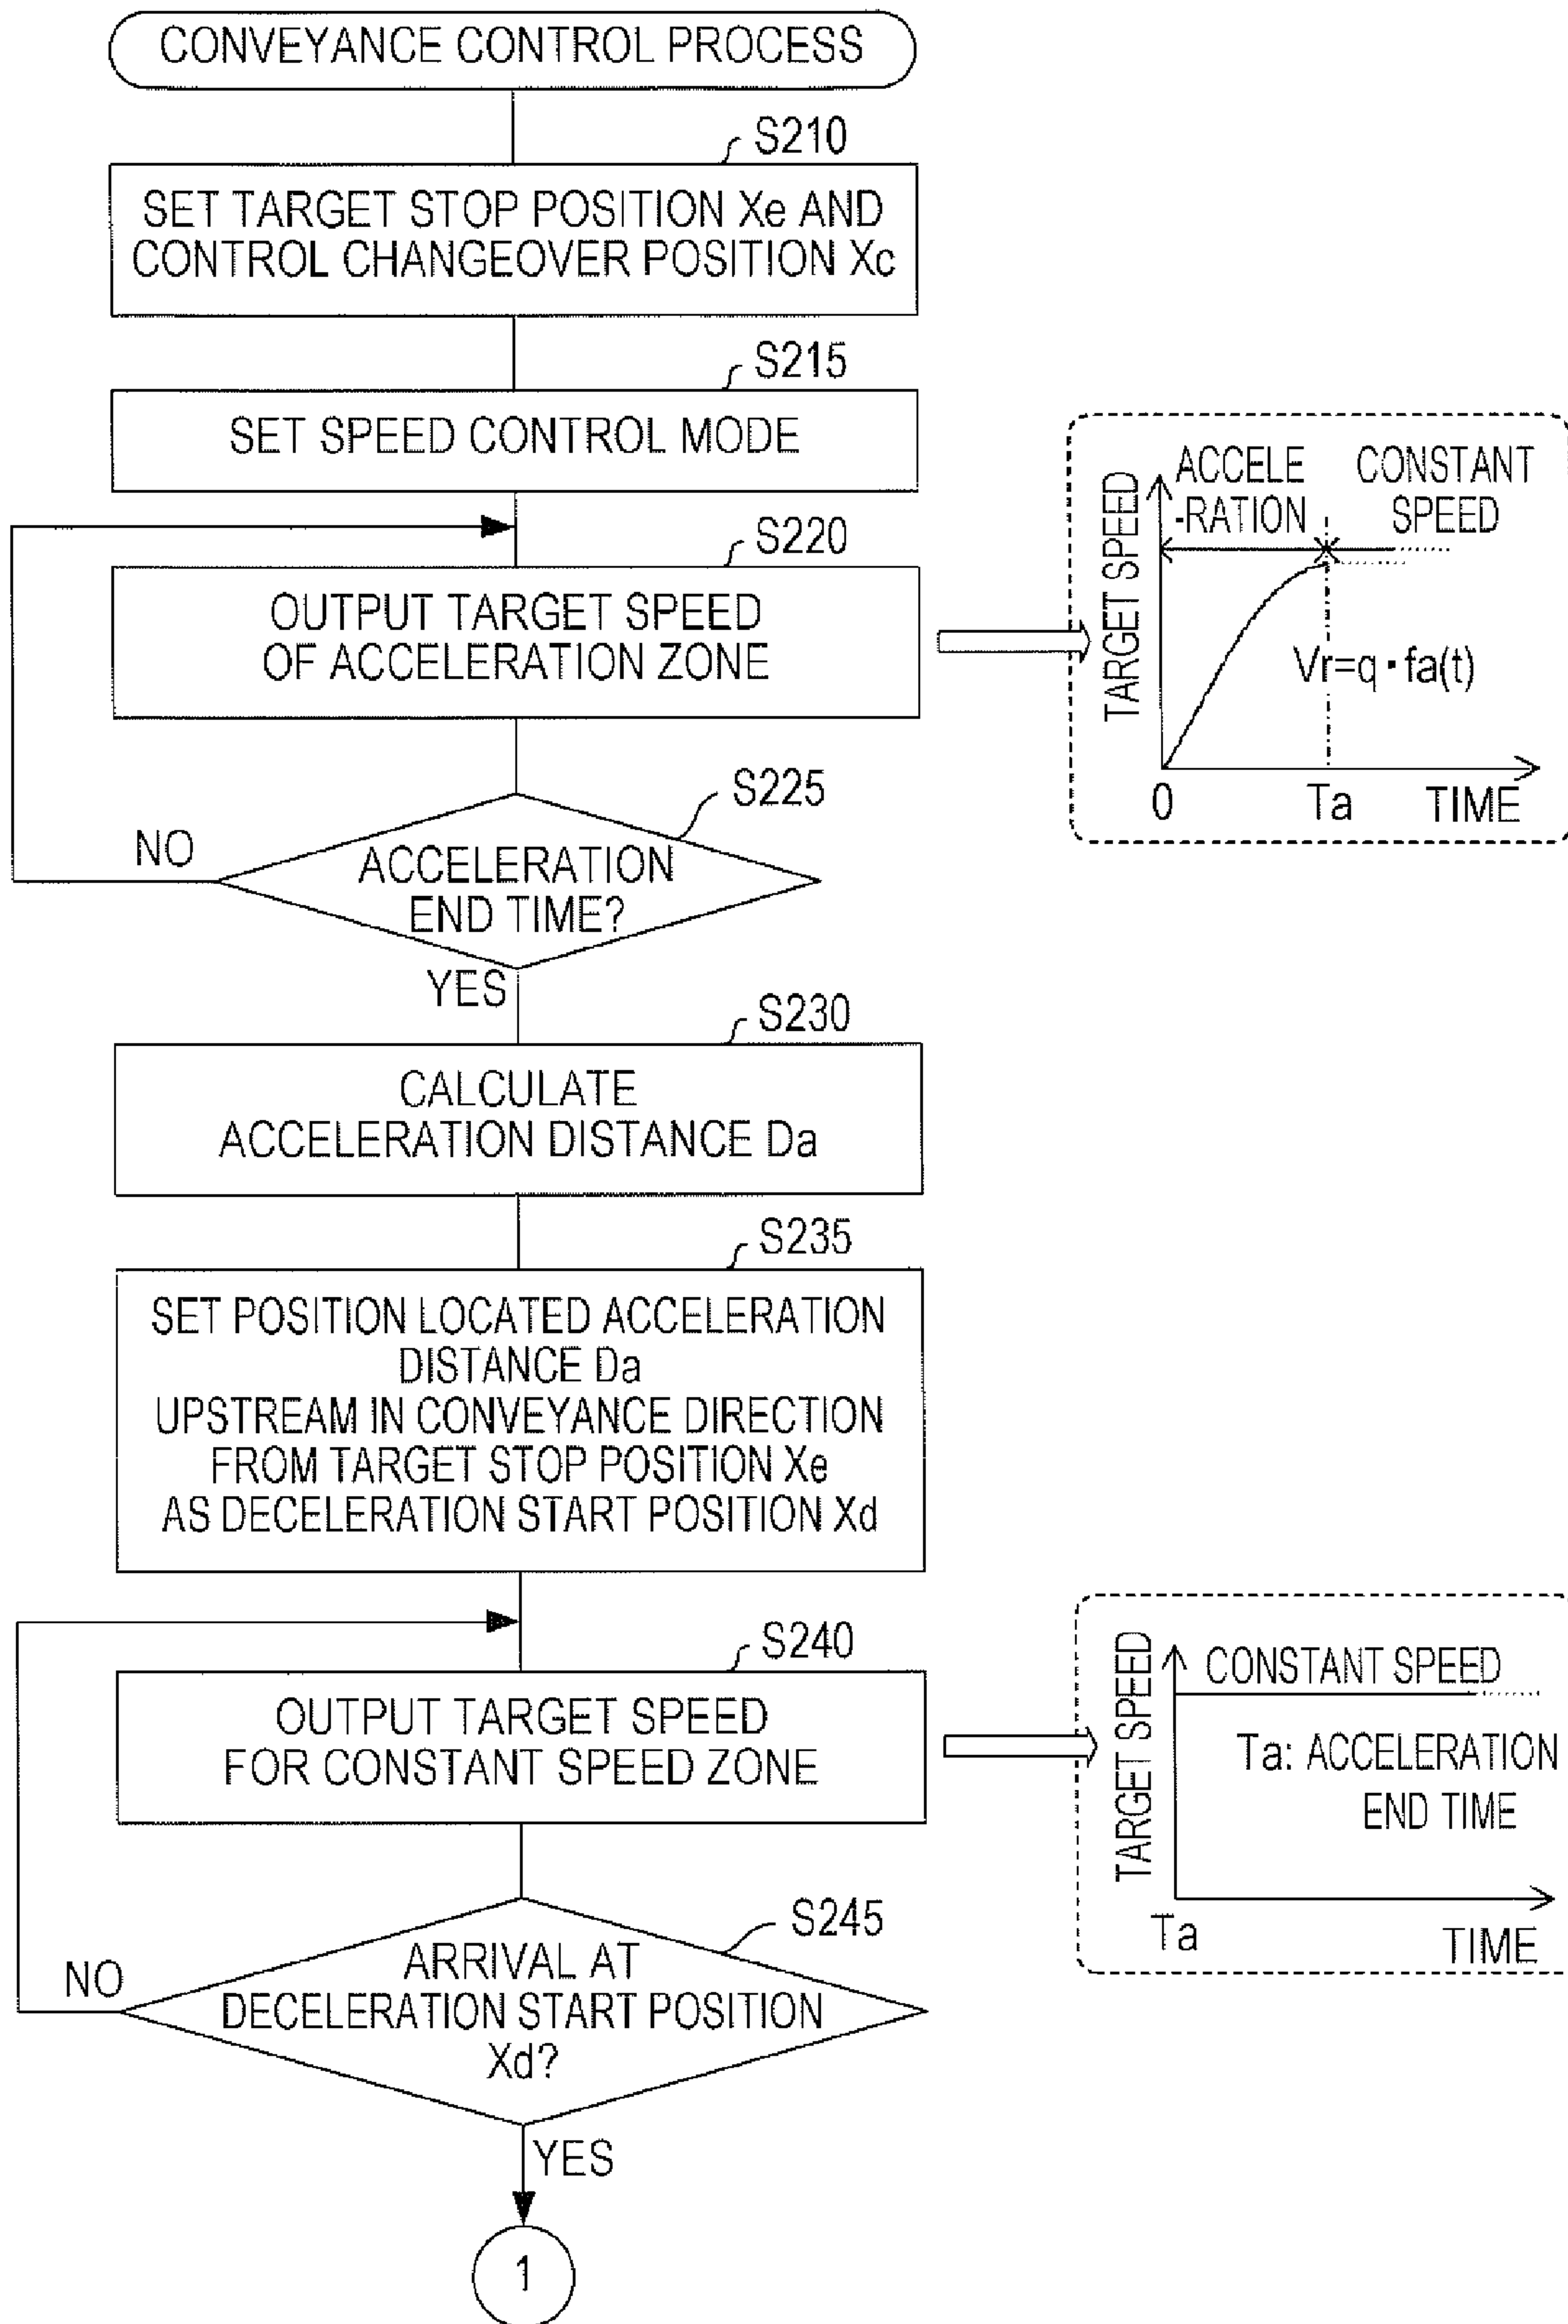 CONVEYANCE CONTROL PROCESS
S210
SET TARGET STOP POSITION Xe AND
CONTROL CHANGEOVER POSITION Xc
S215
SET SPEED CONTROL MODE
S220
OUTPUT TARGET SPEED
OF ACCELERATION ZONE
TARGET SPEED
ACCELE
-RATION
CONSTANT
SPEED
Vr=q・fa(t)
0
Ta
TIME
S225
NO
ACCELERATION
END TIME?
YES
S230
CALCULATE
ACCELERATION DISTANCE Da
S235
SET POSITION LOCATED ACCELERATION
DISTANCE Da
UPSTREAM IN CONVEYANCE DIRECTION
FROM TARGET STOP POSITION Xe
AS DECELERATION START POSITION Xd
S240
OUTPUT TARGET SPEED
FOR CONSTANT SPEED ZONE
TARGET SPEED
CONSTANT SPEED
Ta: ACCELERATION
END TIME
Ta
TIME
S245
NO
ARRIVAL AT
DECELERATION START POSITION
Xd?
YES
1